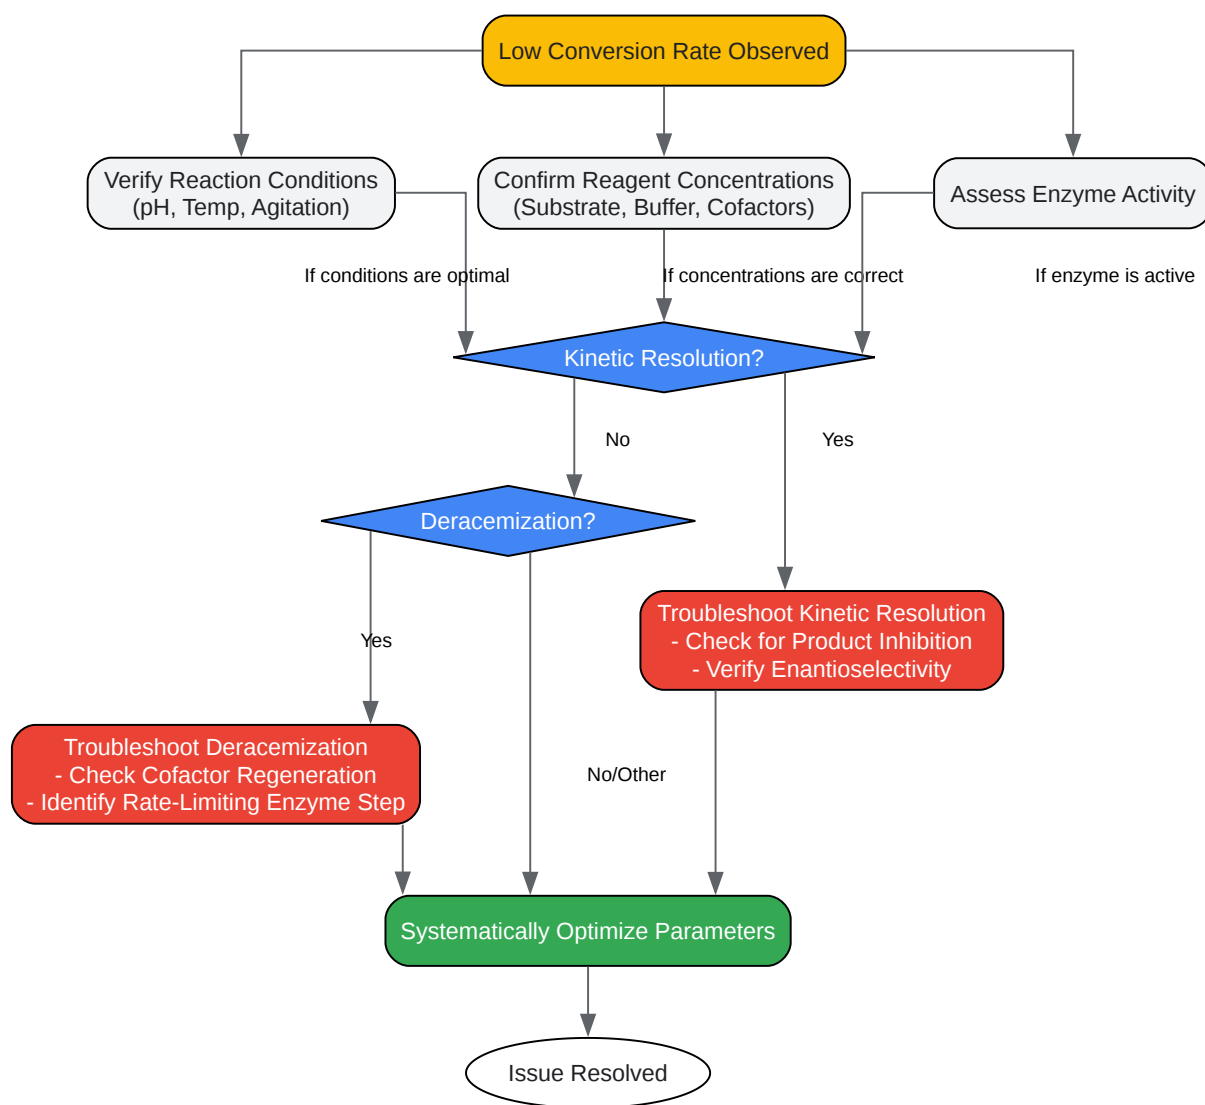 Low Conversion Rate Observed
Verify Reaction Conditions
(pH, Temp, Agitation)
Confirm Reagent Concentrations
(Substrate, Buffer, Cofactors)
Assess Enzyme Activity
If conditions are optimal
If concentrations are correct
If enzyme is active
Kinetic Resolution?
No
Yes
Deracemization?
Troubleshoot Kinetic Resolution
- Check for Product Inhibition
- Verify Enantioselectivity
Yes
Troubleshoot Deracemization
- Check Cofactor Regeneration
- Identify Rate-Limiting Enzyme Step
No/Other
Systematically Optimize Parameters
Issue Resolved